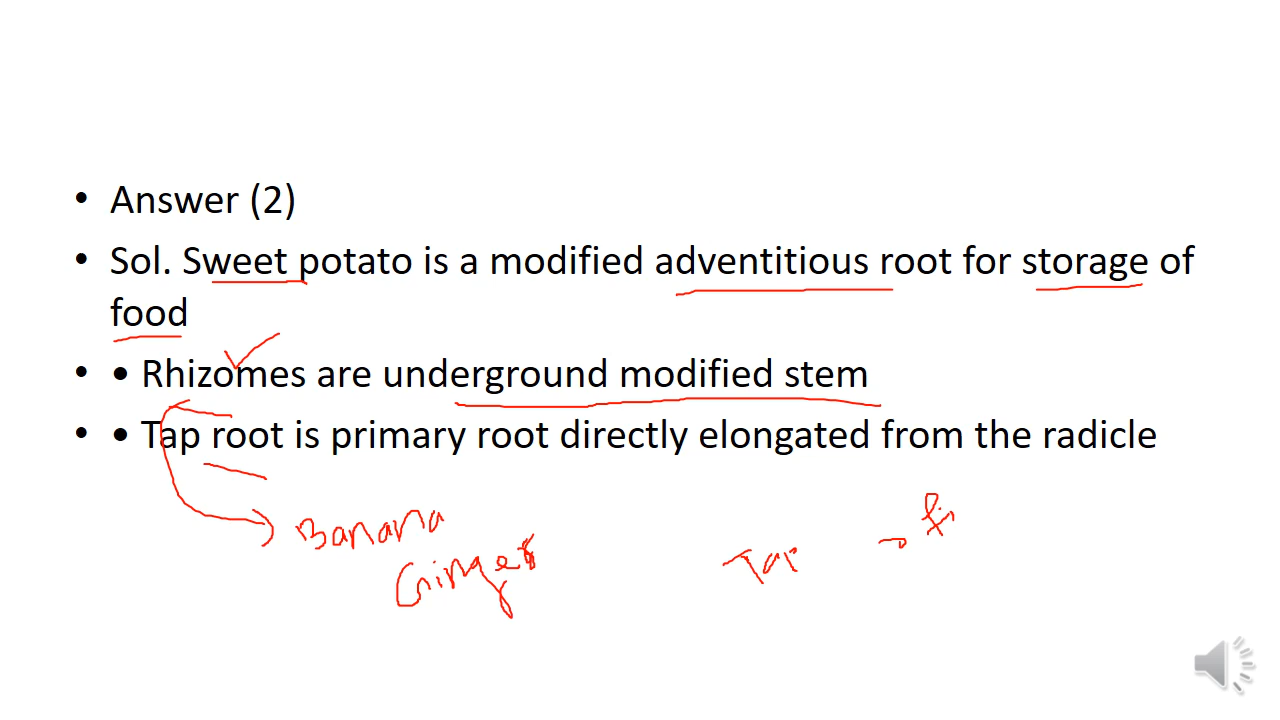 • Answer (2)
• Sol. Sweet potato is a modified adventitious root for storage of
food
• • Rhizomes are underground modified stem
• • Tap root is primary root directly elongated from the radicle
Banana
Ginger
Tap